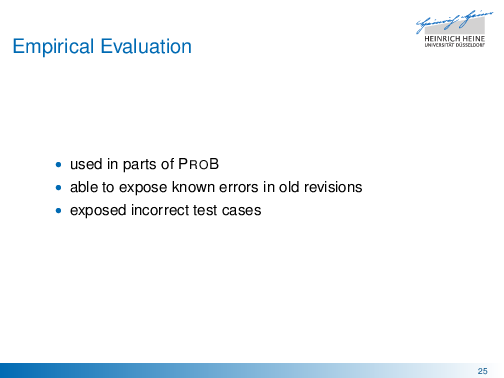 Empirical Evaluation
HEINRICH HEINE
UNIVERSITÄT DÜSSELDORF
• used in parts of PROB
• able to expose known errors in old revisions
• exposed incorrect test cases
25